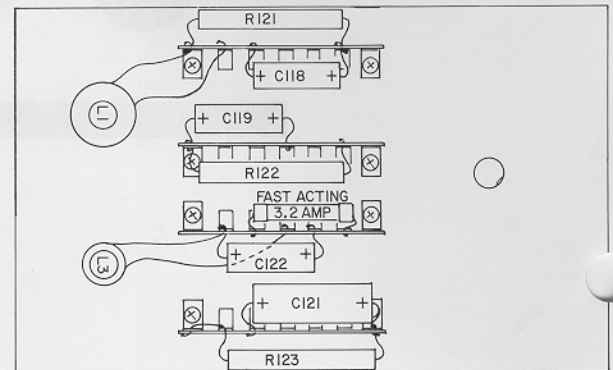 R121
+ C118 +
L1
+ C119 +
R122
FAST ACTING
3.2 AMP
L3
+ C122 +
+ C121 +
R123